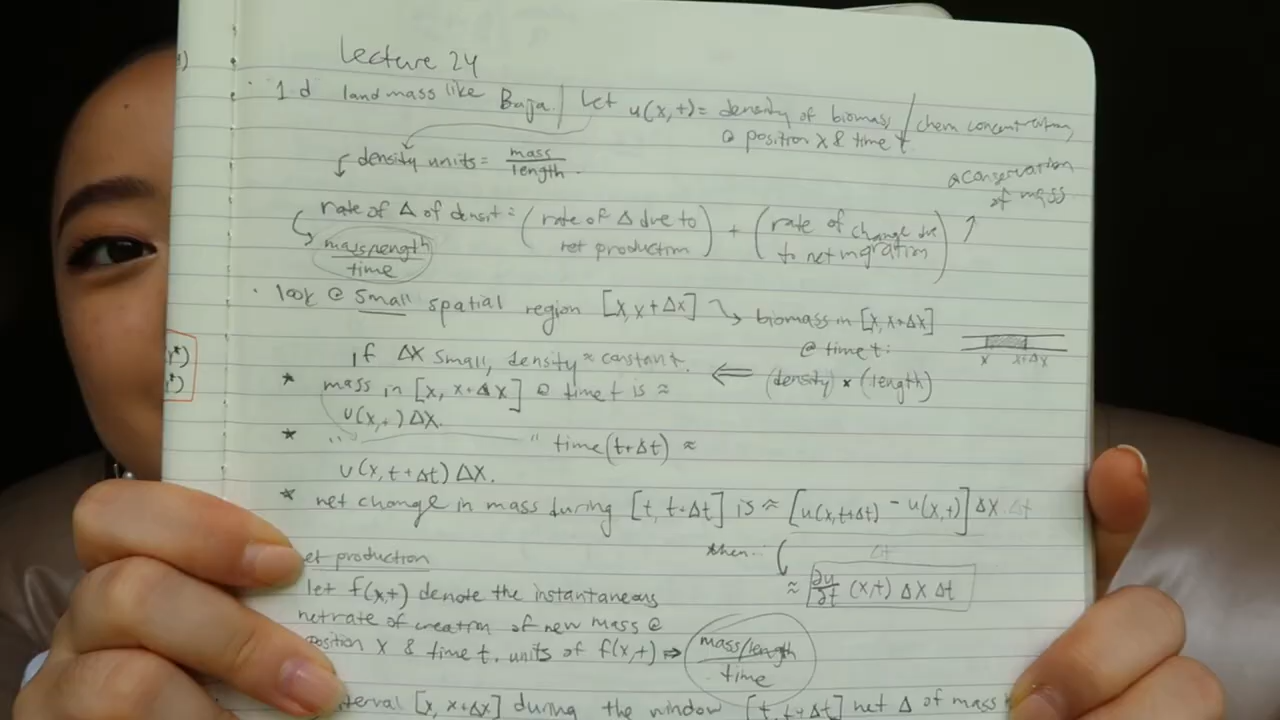 Lecture 24
· 1 d landmass like Baja. / Let u(x,t) = density of biomass / chem concentration,
@ position x & time t
density units = mass / length.
a conservation of mass
rate of Δ of densit = (rate of Δ due to net production) + (rate of change due to net migration)
mass/length / time
· look @ small spatial region [x, x+Δx] → biomass in [x, x+Δx]
@ time t:
x x+Δx
if Δx small, density ≈ constant. ⇐ (density) * (length)
* mass in [x, x+Δx] @ time t is ≈
u(x,t) Δx.
* " " time (t+Δt) ≈
u(x, t+Δt) Δx.
* net change in mass during [t, t+Δt] is ≈ [u(x,t+Δt) - u(x,t)] Δx Δt
then.. Δt
≈ ∂u/∂t (x,t) Δx Δt
et production
let f(x,t) denote the instantaneous
net rate of creation of new mass @
position x & time t. units of f(x,t) ⇒ mass/length / time
terval [x, x+Δx] during the window [t, t+Δt] net Δ of mass
r*)
*)